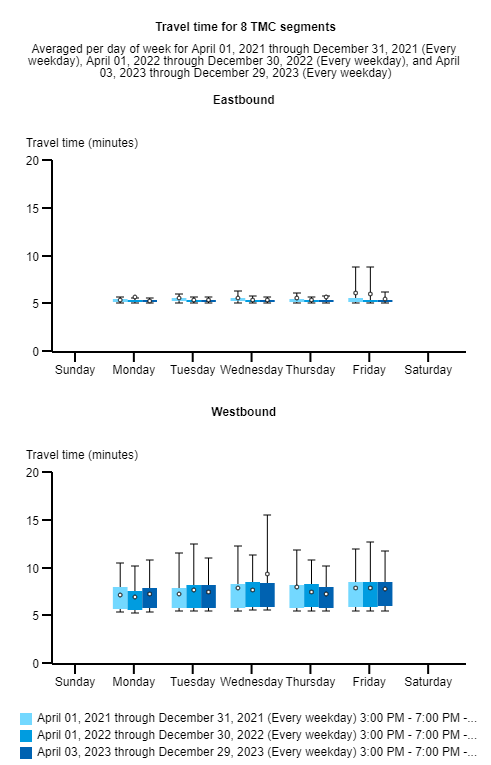 Travel time for 8 TMC segments
Averaged per day of week for April 01, 2021 through December 31, 2021 (Every
weekday), April 01, 2022 through December 30, 2022 (Every weekday), and April
03, 2023 through December 29, 2023 (Every weekday)
Eastbound
Travel time (minutes)
20
15
10
5
0
Sunday Monday Tuesday Wednesday Thursday Friday Saturday
Westbound
Travel time (minutes)
20
15
10
5
0
Sunday Monday Tuesday Wednesday Thursday Friday Saturday
April 01, 2021 through December 31, 2021 (Every weekday) 3:00 PM - 7:00 PM -...
April 01, 2022 through December 30, 2022 (Every weekday) 3:00 PM - 7:00 PM -...
April 03, 2023 through December 29, 2023 (Every weekday) 3:00 PM - 7:00 PM -...